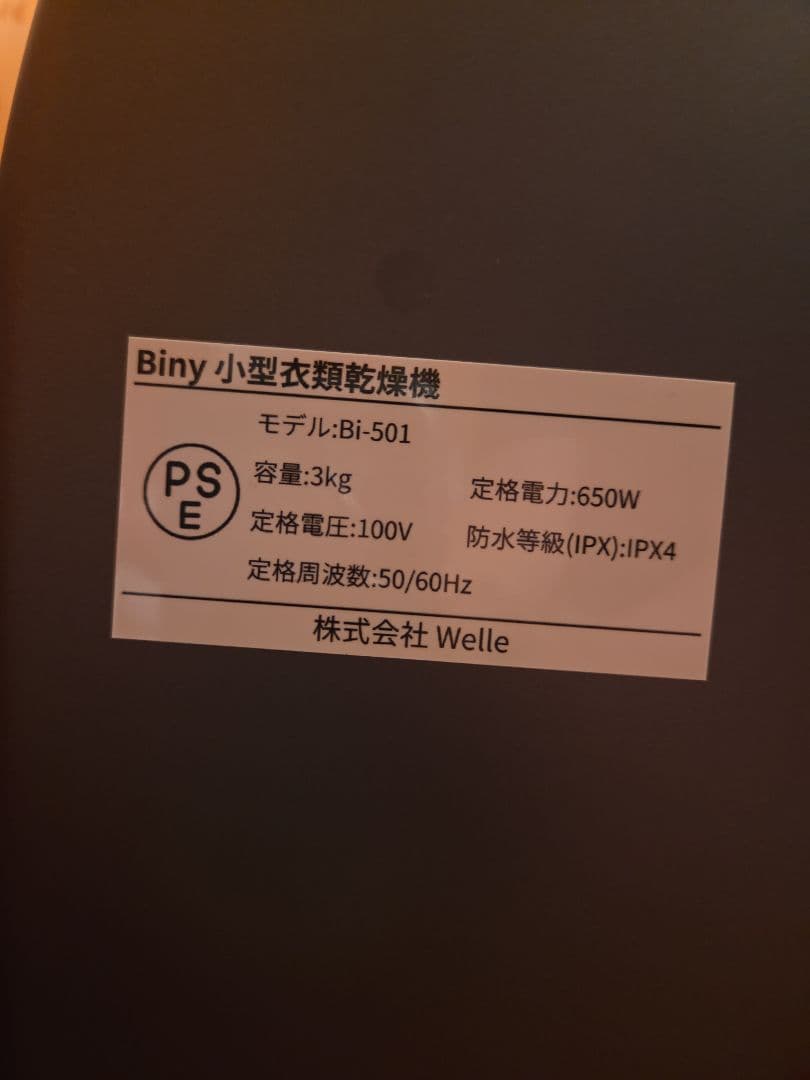 Biny 小型衣類乾燥機
モデル:Bi-501
PS
E
容量:3kg
定格電力:650W
定格電圧:100V
防水等級(IPX):IPX4
定格周波数:50/60Hz
株式会社 Welle